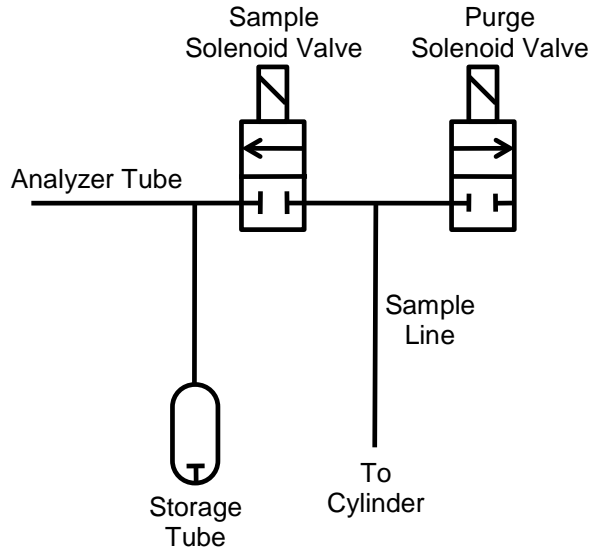 Sample
Solenoid Valve
Purge
Solenoid Valve
Analyzer Tube
Sample
Line
To
Cylinder
Storage
Tube